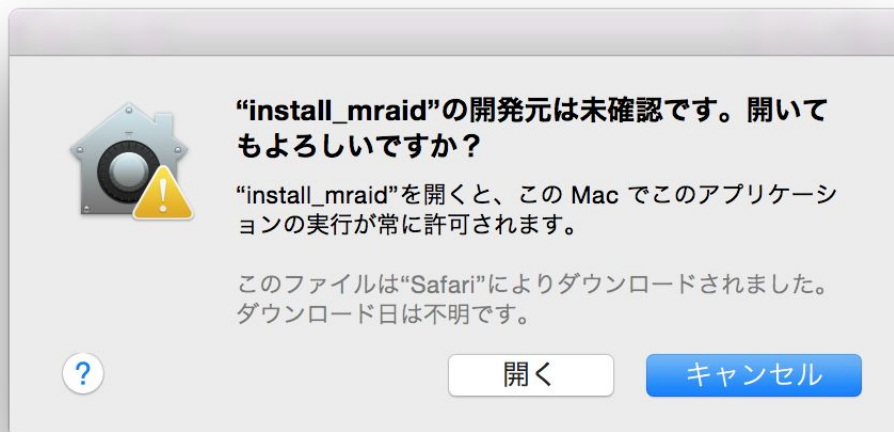 “install_mraid”の開発元は未確認です。開いて
もよろしいですか？
“install_mraid”を開くと、この Mac でこのアプリケーシ
ョンの実行が常に許可されます。
このファイルは“Safari”によりダウンロードされました。
ダウンロード日は不明です。
?
開く
キャンセル